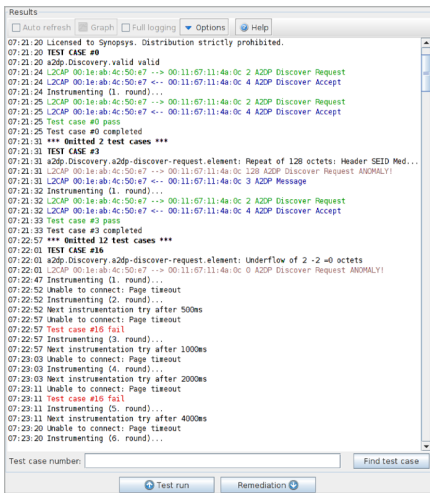 Results
Auto refresh Graph Full logging Options Help
07:21:20 Licensed to Synopsys. Distribution strictly prohibited.
07:21:20 TEST CASE #0
07:21:20 a2dp.Discovery.valid valid
07:21:24 L2CAP 00:1e:ab:4c:50:e7 --> 00:11:67:11:4a:0c 2 A2DP Discover Request
07:21:24 L2CAP 00:1e:ab:4c:50:e7 <-- 00:11:67:11:4a:0c 4 A2DP Discover Accept
07:21:24 Instrumenting (1. round)...
07:21:25 L2CAP 00:1e:ab:4c:50:e7 --> 00:11:67:11:4a:0c 2 A2DP Discover Request
07:21:25 L2CAP 00:1e:ab:4c:50:e7 <-- 00:11:67:11:4a:0c 4 A2DP Discover Accept
07:21:25 Test case #0 pass
07:21:25 Test case #0 completed
07:21:31 *** Omitted 2 test cases ***
07:21:31 TEST CASE #3
07:21:31 a2dp.Discovery.a2dp-discover-request.element: Repeat of 128 octets: Header SEID Med...
07:21:31 L2CAP 00:1e:ab:4c:50:e7 --> 00:11:67:11:4a:0c 128 A2DP Discover Request ANOMALY!
07:21:31 L2CAP 00:1e:ab:4c:50:e7 <-- 00:11:67:11:4a:0c 3 A2DP Message
07:21:32 Instrumenting (1. round)...
07:21:32 L2CAP 00:1e:ab:4c:50:e7 --> 00:11:67:11:4a:0c 2 A2DP Discover Request
07:21:32 L2CAP 00:1e:ab:4c:50:e7 <-- 00:11:67:11:4a:0c 4 A2DP Discover Accept
07:21:33 Test case #3 pass
07:21:33 Test case #3 completed
07:22:57 *** Omitted 12 test cases ***
07:22:01 TEST CASE #16
07:22:01 a2dp.Discovery.a2dp-discover-request.element: Underflow of 2 -2 =0 octets
07:22:01 L2CAP 00:1e:ab:4c:50:e7 --> 00:11:67:11:4a:0c 0 A2DP Discover Request ANOMALY!
07:22:47 Instrumenting (1. round)...
07:22:52 Unable to connect: Page timeout
07:22:52 Instrumenting (2. round)...
07:22:52 Next instrumentation try after 500ms
07:22:57 Unable to connect: Page timeout
07:22:57 Test case #16 fail
07:22:57 Instrumenting (3. round)...
07:22:57 Next instrumentation try after 1000ms
07:23:03 Unable to connect: Page timeout
07:23:03 Instrumenting (4. round)...
07:23:03 Next instrumentation try after 2000ms
07:23:11 Unable to connect: Page timeout
07:23:11 Test case #16 fail
07:23:11 Instrumenting (5. round)...
07:23:11 Next instrumentation try after 4000ms
07:23:20 Unable to connect: Page timeout
07:23:20 Instrumenting (6. round)...
Test case number: Find test case
Test run Remediation